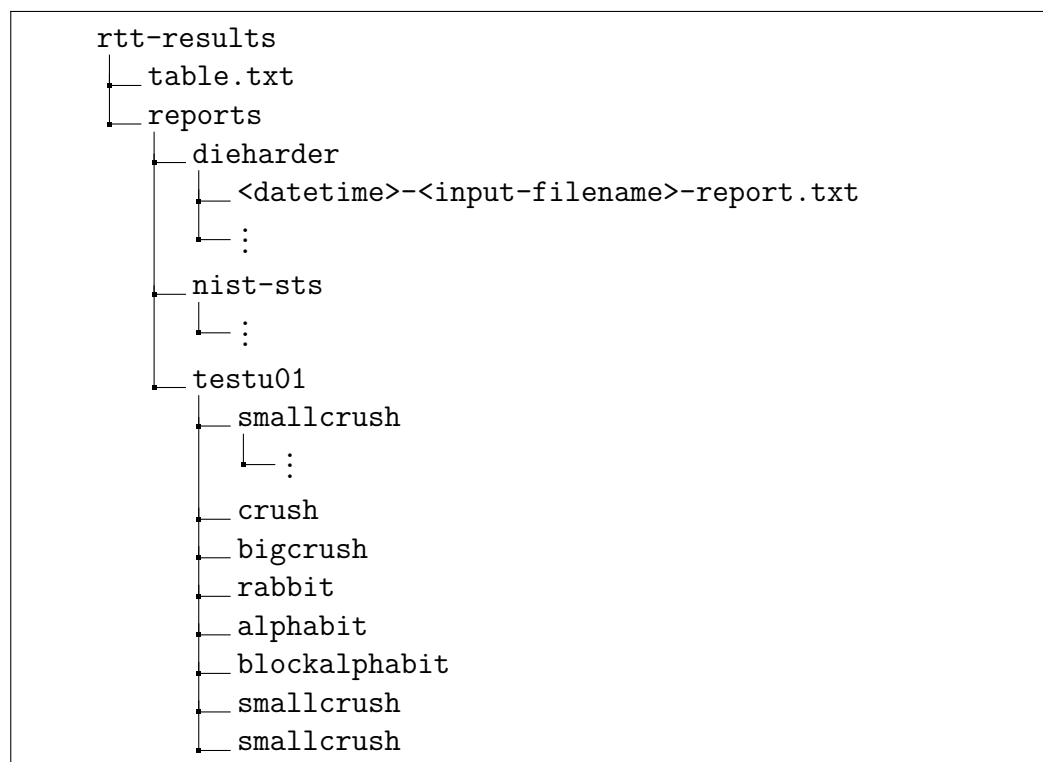 rtt-results
table.txt
reports
dieharder
<datetime>-<input-filename>-report.txt
⋮
nist-sts
⋮
testu01
smallcrush
⋮
crush
bigcrush
rabbit
alphabit
blockalphabit
smallcrush
smallcrush